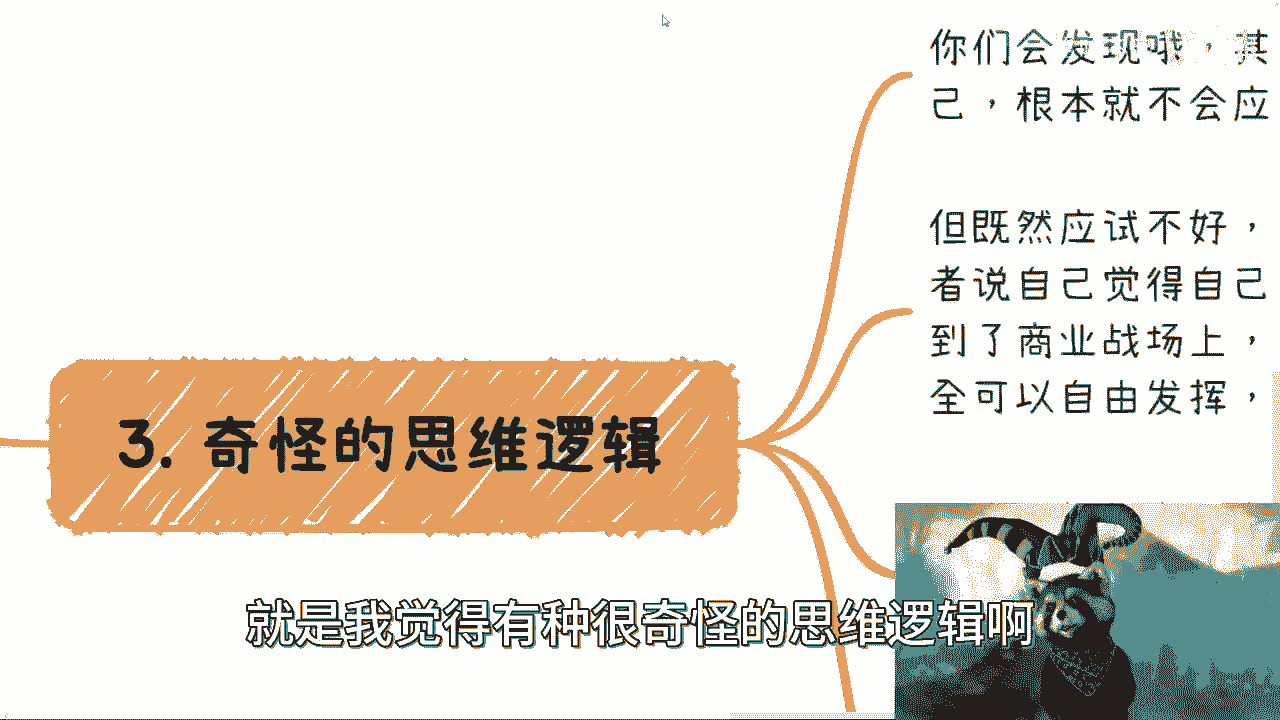 你们会发现哦，其
己，根本就不会应
但既然应试不好，
者说自己觉得自己
到了商业战场上，
全可以自由发挥，
3. 奇怪的思维逻辑
就是我觉得有种很奇怪的思维逻辑啊